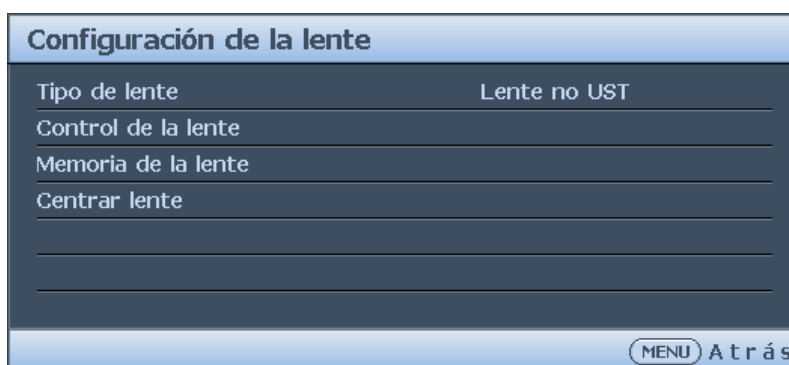 Configuración de la lente
Tipo de lente Lente no UST
Control de la lente
Memoria de la lente
Centrar lente
MENU Atrás